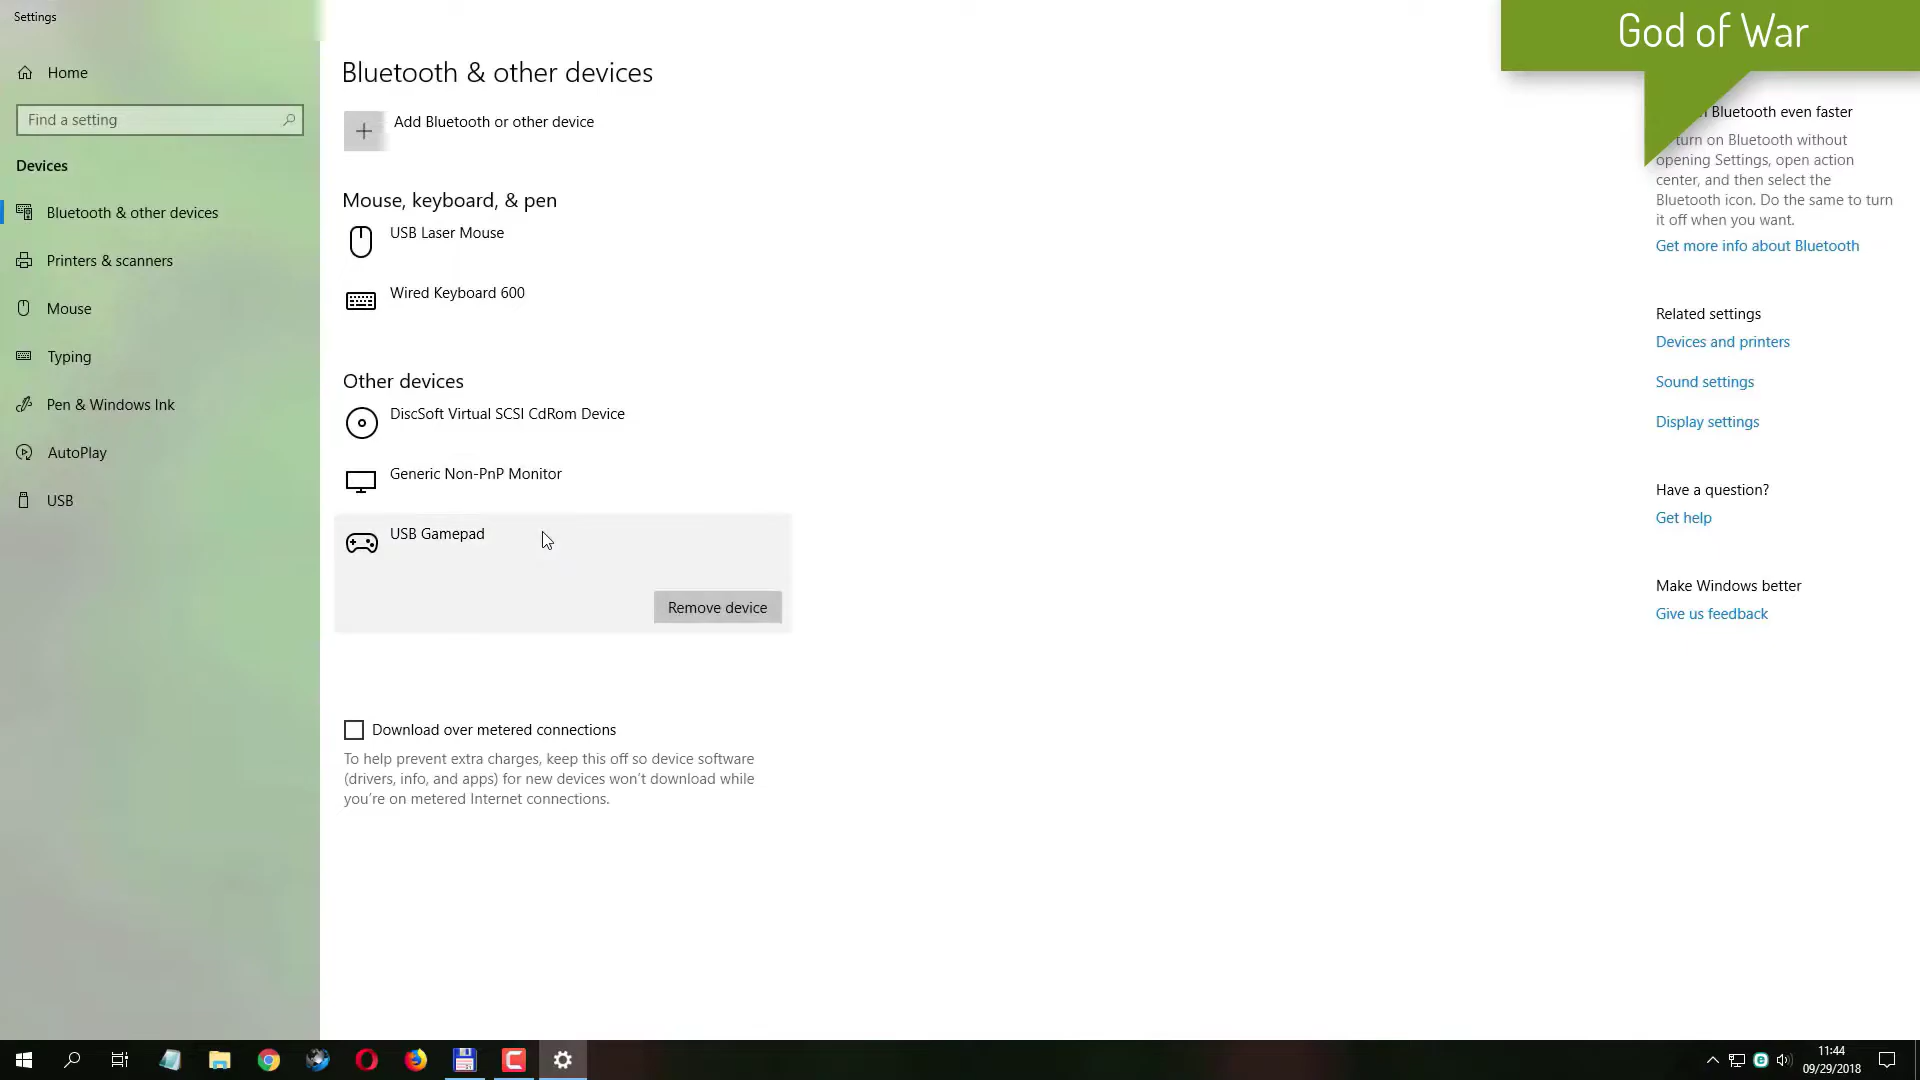 Settings
God of War
Home
Find a setting
Devices
Bluetooth & other devices
Printers & scanners
Mouse
Typing
Pen & Windows Ink
AutoPlay
USB
Bluetooth & other devices
Add Bluetooth or other device
Mouse, keyboard, & pen
USB Laser Mouse
Wired Keyboard 600
Other devices
DiscSoft Virtual SCSI CdRom Device
Generic Non-PnP Monitor
USB Gamepad
Remove device
Download over metered connections
To help prevent extra charges, keep this off so device software
(drivers, info, and apps) for new devices won't download while
you're on metered Internet connections.
Bluetooth even faster
turn on Bluetooth without
opening Settings, open action
center, and then select the
Bluetooth icon. Do the same to turn
it off when you want.
Get more info about Bluetooth
Related settings
Devices and printers
Sound settings
Display settings
Have a question?
Get help
Make Windows better
Give us feedback
11:44
09/29/2018